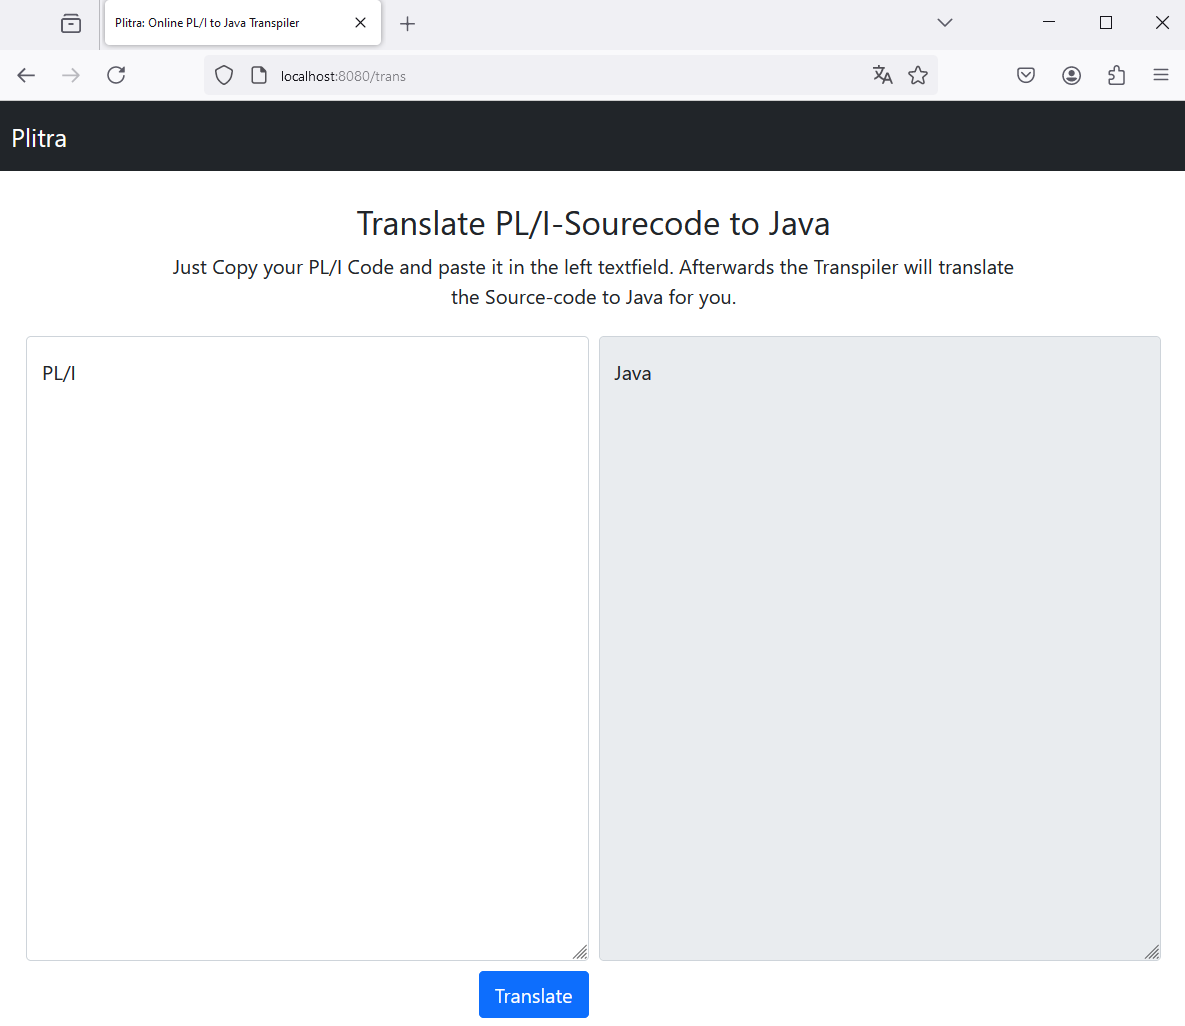 Plitra: Online PL/I to Java Transpiler
localhost:8080/trans
Plitra
Translate PL/I-Sourecode to Java
Just Copy your PL/I Code and paste it in the left textfield. Afterwards the Transpiler will translate
the Source-code to Java for you.
PL/I
Java
Translate